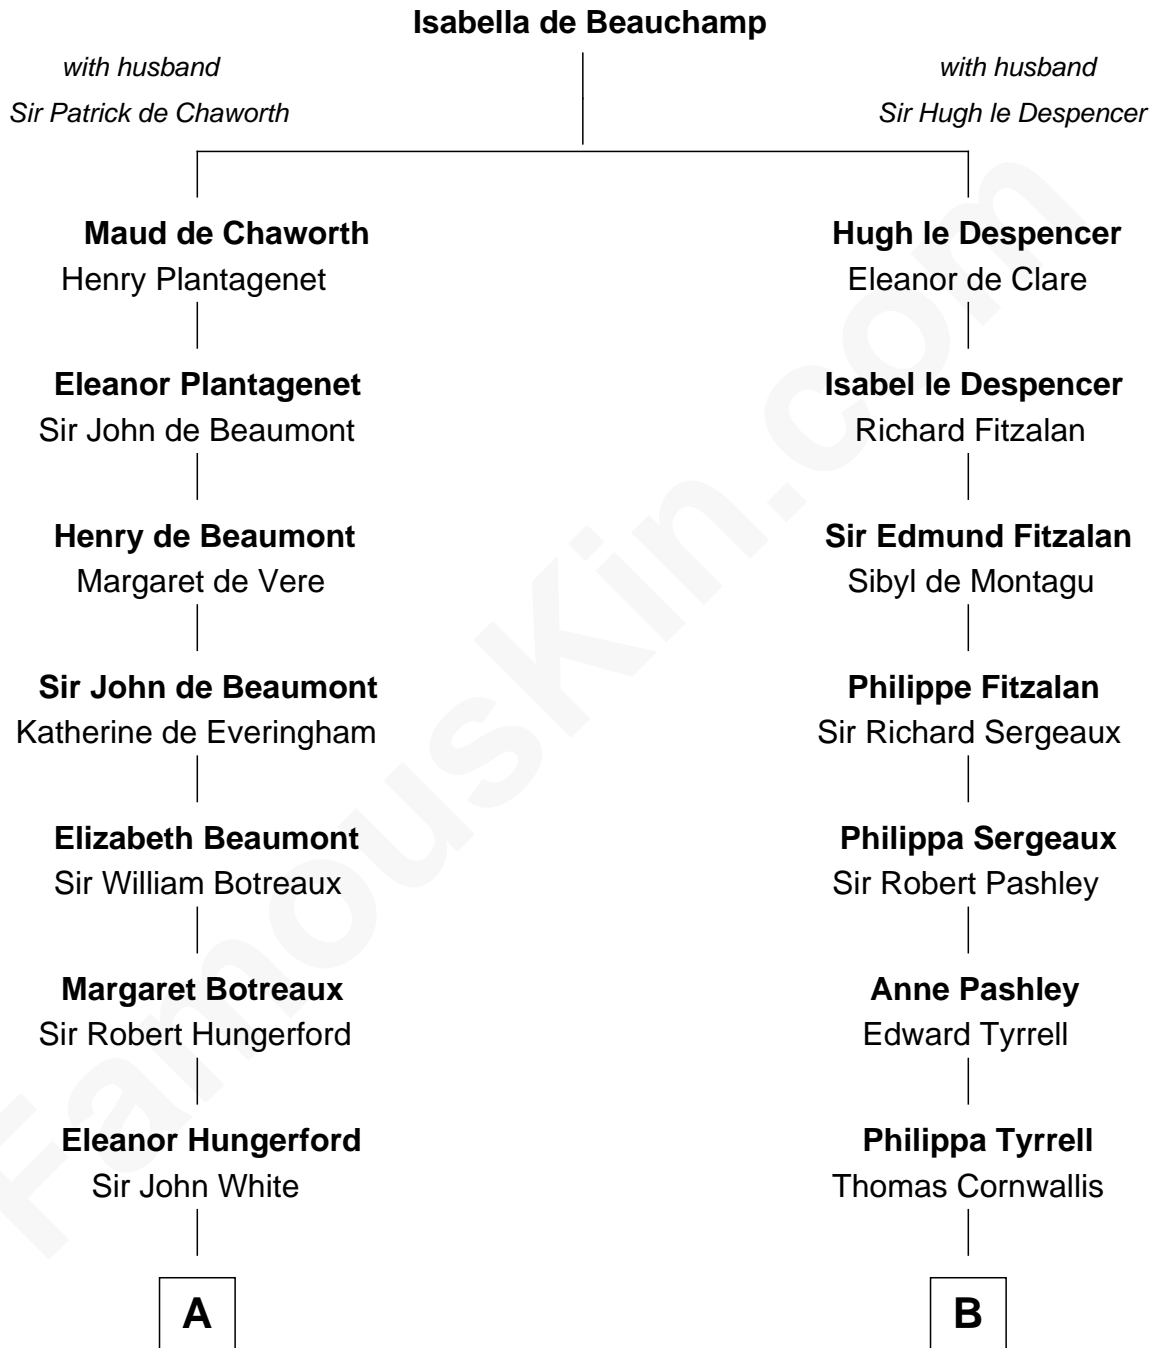 Isabella de Beauchamp
with husband
Sir Patrick de Chaworth
with husband
Sir Hugh le Despencer
Maud de Chaworth
Henry Plantagenet
Hugh le Despencer
Eleanor de Clare
Eleanor Plantagenet
Sir John de Beaumont
Isabel le Despencer
Richard Fitzalan
Henry de Beaumont
Margaret de Vere
Sir Edmund Fitzalan
Sibyl de Montagu
Sir John de Beaumont
Katherine de Everingham
Philippe Fitzalan
Sir Richard Sergeaux
Elizabeth Beaumont
Sir William Botreaux
Philippa Sergeaux
Sir Robert Pashley
Margaret Botreaux
Sir Robert Hungerford
Anne Pashley
Edward Tyrrell
Eleanor Hungerford
Sir John White
Philippa Tyrrell
Thomas Cornwallis
A
B
FamousKin.com